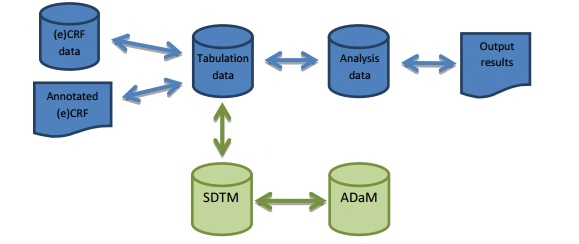 (e)CRF
data
Annotated
(e)CRF
Tabulation
data
Analysis
data
Output
results
SDTM
ADaM